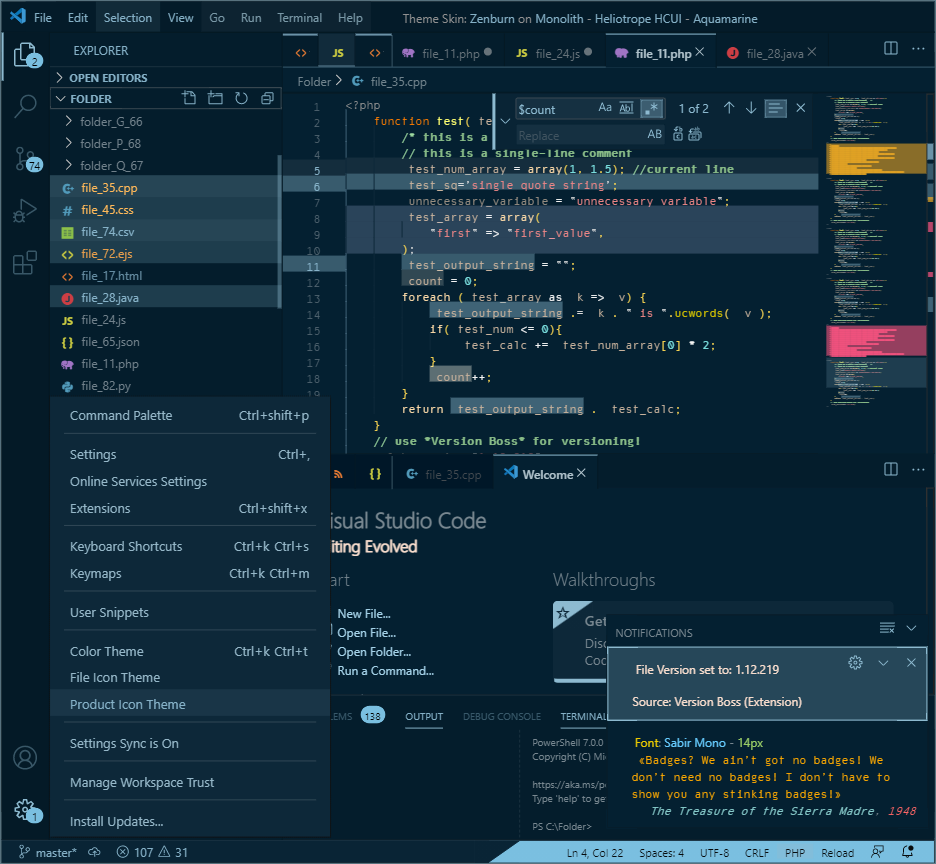 File Edit Selection View Go Run Terminal Help Theme Skin: Zenburn on Monolith - Heliotrope HCUI - Aquamarine
2
74
1
EXPLORER
OPEN EDITORS
FOLDER
folder_G_66
folder_P_68
folder_Q_67
file_35.cpp
file_45.css
file_74.csv
file_72.ejs
file_17.html
file_28.java
file_24.js
file_65.json
file_11.php
file_82.py
JS file_11.php JS file_24.js file_11.php file_28.java
Folder > file_35.cpp
$count Aa Abl .* 1 of 2
Replace AB
1 <?php
2 function test(
3 /* this is a
4 // this is a single-line comment
5 test_num_array = array(1, 1.5); //current line
6 test_sq='single quote string';
7 unnecessary_variable = "unnecessary variable";
8 test_array = array(
9 "first" => "first_value",
10 );
11 test_output_string = "";
12 count = 0;
13 foreach ( test_array as k => v) {
14 test_output_string .= k . " is ".ucwords( v );
15 if( test_num <= 0){
16 test_calc += test_num_array[0] * 2;
17 }
18 count++;
19 }
return test_output_string . test_calc;
}
// use *Version Boss* for versioning!
Command Palette Ctrl+shift+p
Settings Ctrl+,
Online Services Settings
Extensions Ctrl+shift+x
Keyboard Shortcuts Ctrl+k Ctrl+s
Keymaps Ctrl+k Ctrl+m
User Snippets
Color Theme Ctrl+k Ctrl+t
File Icon Theme
Product Icon Theme
Settings Sync is On
Manage Workspace Trust
Install Updates...
{} file_35.cpp Welcome
isual Studio Code
iting Evolved
art
New File...
Open File...
Open Folder...
Run a Command...
Walkthroughs
Get
Disc
Coc
LEMS 138 OUTPUT DEBUG CONSOLE TERMINAL
PowerShell 7.0.0
Copyright (C) Mi
https://aka.ms/p
Type 'help' to ge
PS C:\Folder>
NOTIFICATIONS
File Version set to: 1.12.219
Source: Version Boss (Extension)
Font: Sabir Mono - 14px
«Badges? We ain't got no badges! We
don't need no badges! I don't have to
show you any stinking badges!»
The Treasure of the Sierra Madre, 1948
master* 107 31 Ln 4, Col 22 Spaces: 4 UTF-8 CRLF PHP Reload